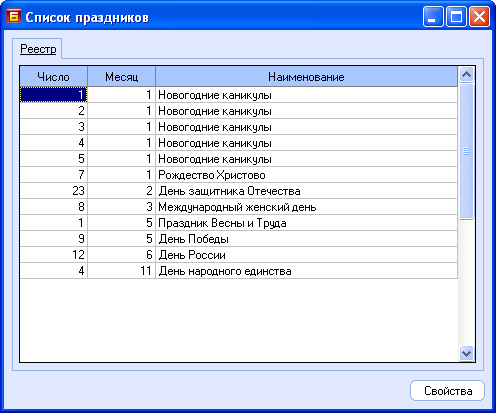 Список праздников
Реестр
Число Месяц Наименование
1 1 Новогодние каникулы
2 1 Новогодние каникулы
3 1 Новогодние каникулы
4 1 Новогодние каникулы
5 1 Новогодние каникулы
7 1 Рождество Христово
23 2 День защитника Отечества
8 3 Международный женский день
1 5 Праздник Весны и Труда
9 5 День Победы
12 6 День России
4 11 День народного единства
Свойства